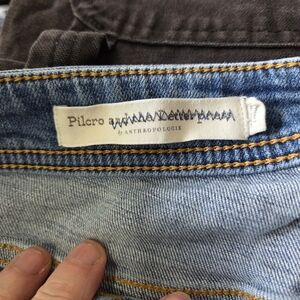 Pilcro and the Letterpress
by ANTHROPOLOGIE